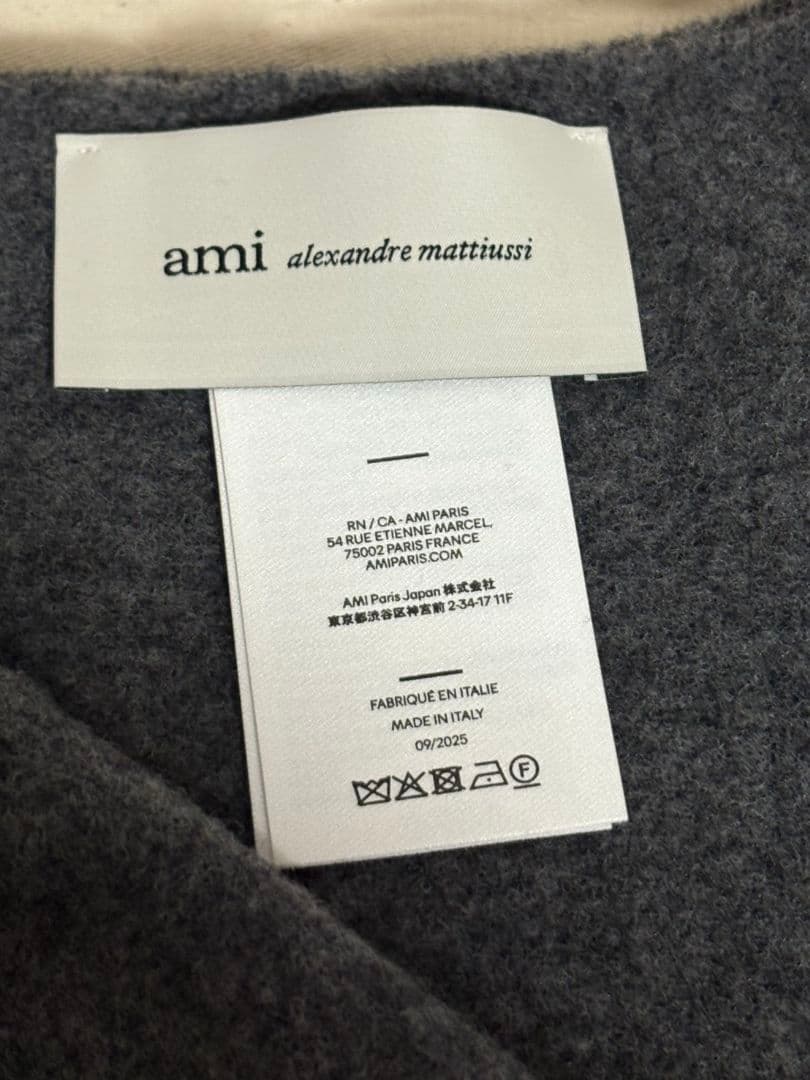 ami alexandre mattiussi
RN / CA - AMI PARIS
54 RUE ETIENNE MARCEL,
75002 PARIS FRANCE
AMIPARIS.COM
AMI Paris Japan 株式会社
東京都渋谷区神宮前 2-34-17 11F
FABRIQUÉ EN ITALIE
MADE IN ITALY
09/2025
F